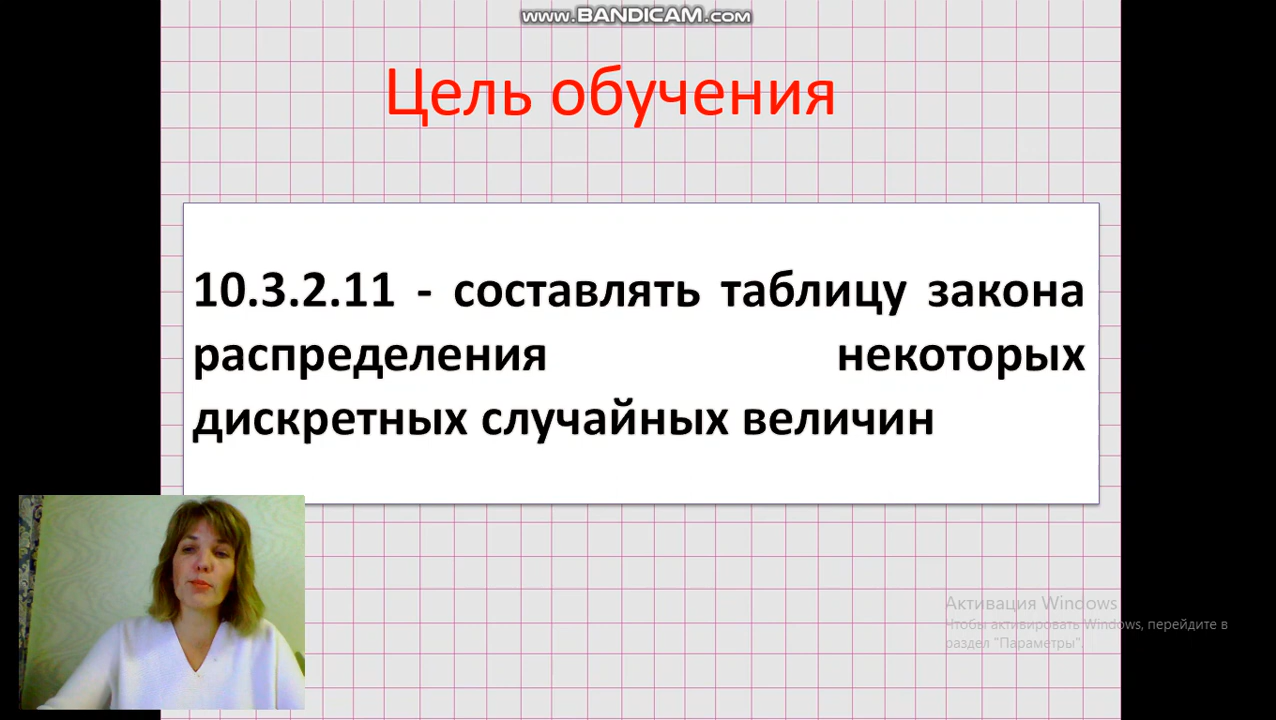 www.BANDICAM.com
Цель обучения
10.3.2.11 - составлять таблицу закона
распределения некоторых
дискретных случайных величин
Активация Windows
Чтобы активировать Windows, перейдите в
раздел "Параметры".